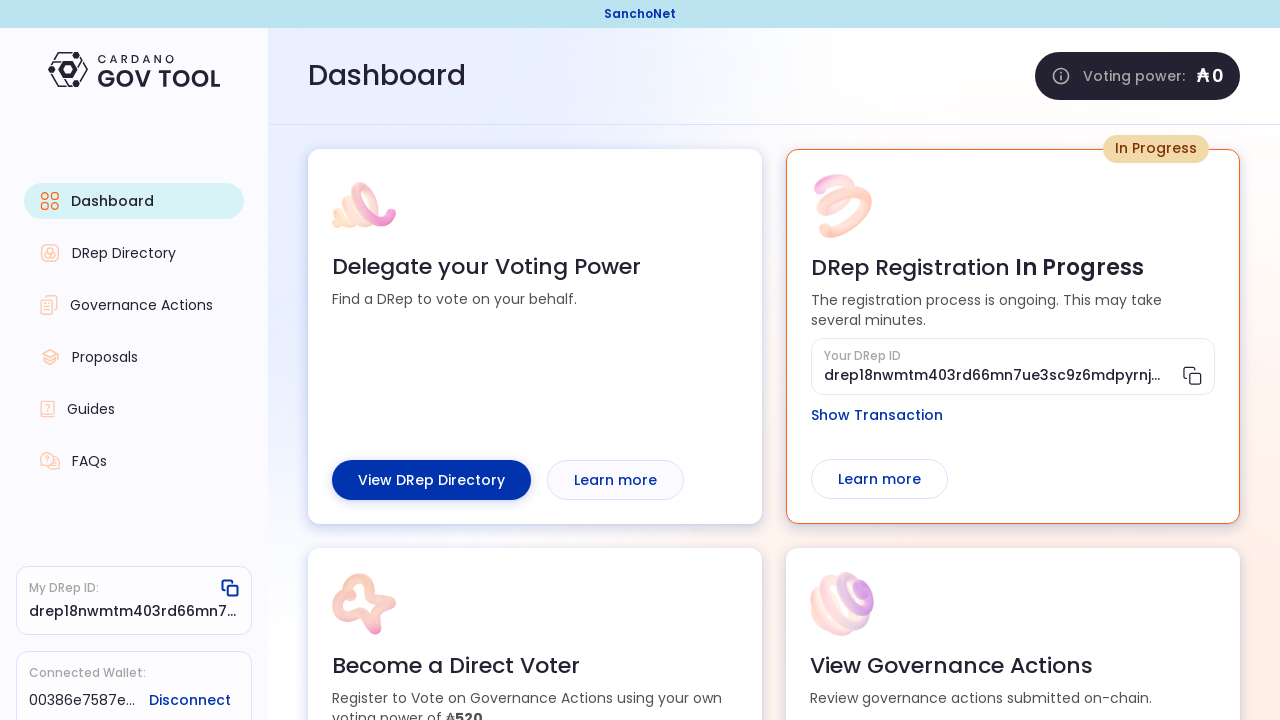 SanchoNet
CARDANO
GOV TOOL
Dashboard
DRep Directory
Governance Actions
Proposals
Guides
FAQs
My DRep ID:
drep18nwmtm403rd66mn7...
Connected Wallet:
00386e7587e...
Disconnect
Dashboard
Voting power: ₳0
Delegate your Voting Power
Find a DRep to vote on your behalf.
View DRep Directory
Learn more
In Progress
DRep Registration In Progress
The registration process is ongoing. This may take
several minutes.
Your DRep ID
drep18nwmtm403rd66mn7ue3sc9z6mdpyrnj...
Show Transaction
Learn more
Become a Direct Voter
Register to Vote on Governance Actions using your own
voting power of ₳520
View Governance Actions
Review governance actions submitted on-chain.